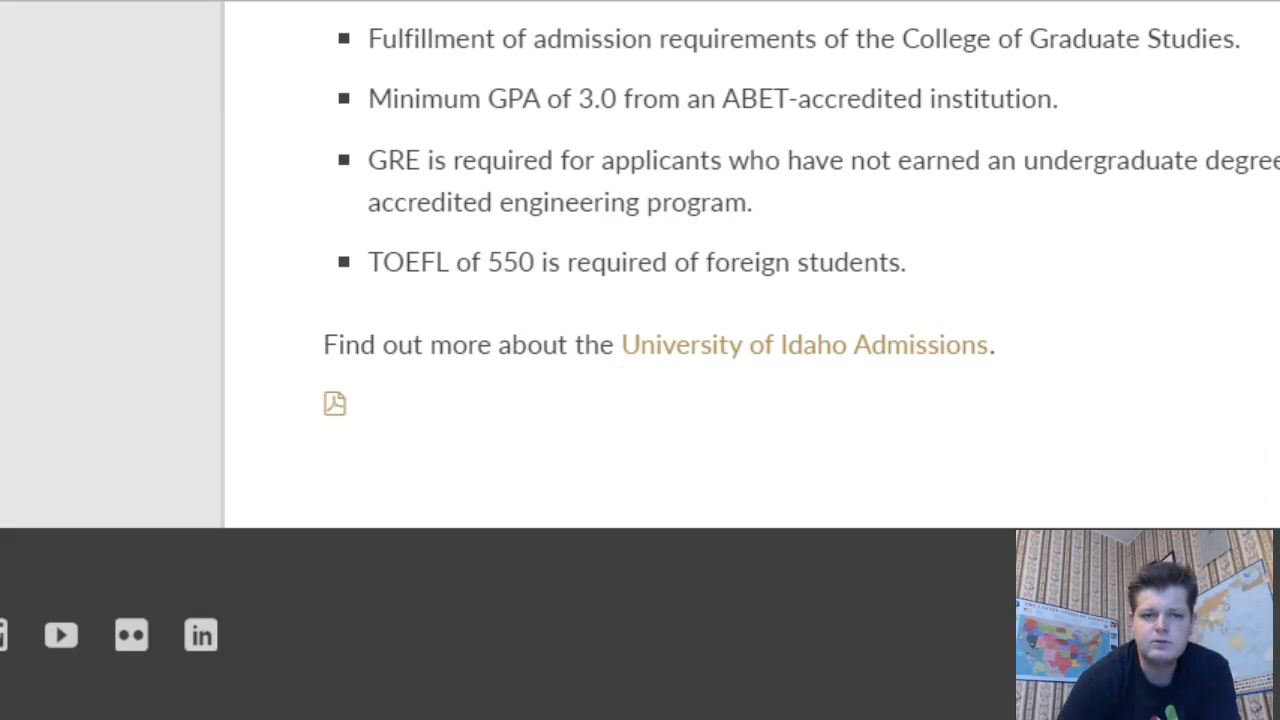 Fulfillment of admission requirements of the College of Graduate Studies.
Minimum GPA of 3.0 from an ABET-accredited institution.
GRE is required for applicants who have not earned an undergraduate degree
accredited engineering program.
TOEFL of 550 is required of foreign students.
Find out more about the University of Idaho Admissions.
in